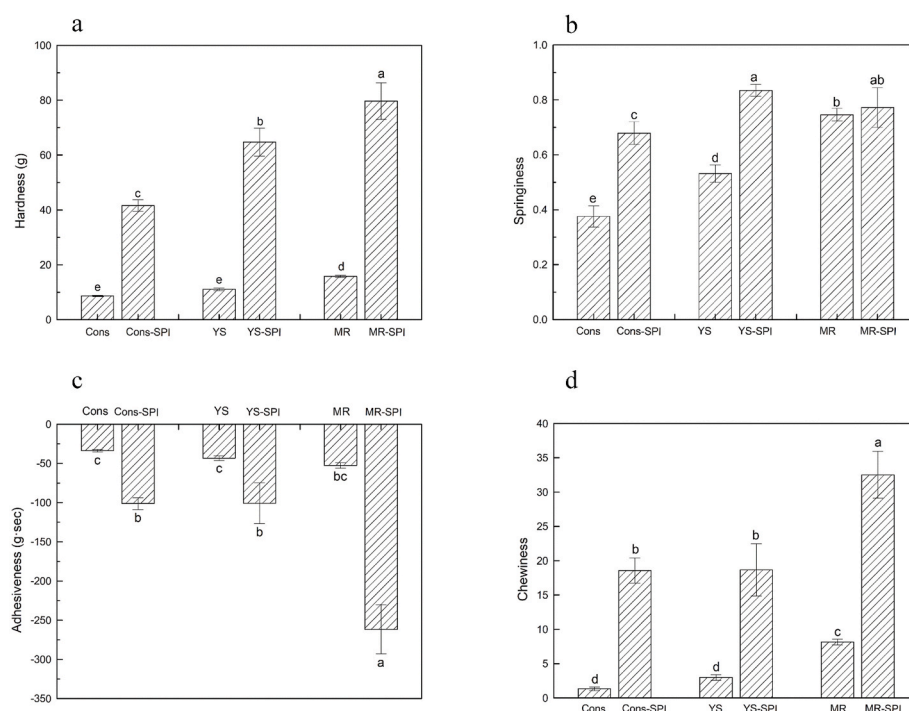 a
100
80
60
40
20
0
Hardness (g)
e
c
e
b
d
a
Cons Cons-SPI YS YS-SPI MR MR-SPI
b
1.0
0.8
0.6
0.4
0.2
0.0
Springiness
e
c
d
a
b
ab
Cons Cons-SPI YS YS-SPI MR MR-SPI
c
Cons Cons-SPI YS YS-SPI MR MR-SPI
0
-50
-100
-150
-200
-250
-300
-350
Adhesiveness (g·sec)
c
b
c
b
bc
a
d
40
35
30
25
20
15
10
5
0
Chewiness
d
b
d
b
c
a
Cons Cons-SPI YS YS-SPI MR MR-SPI